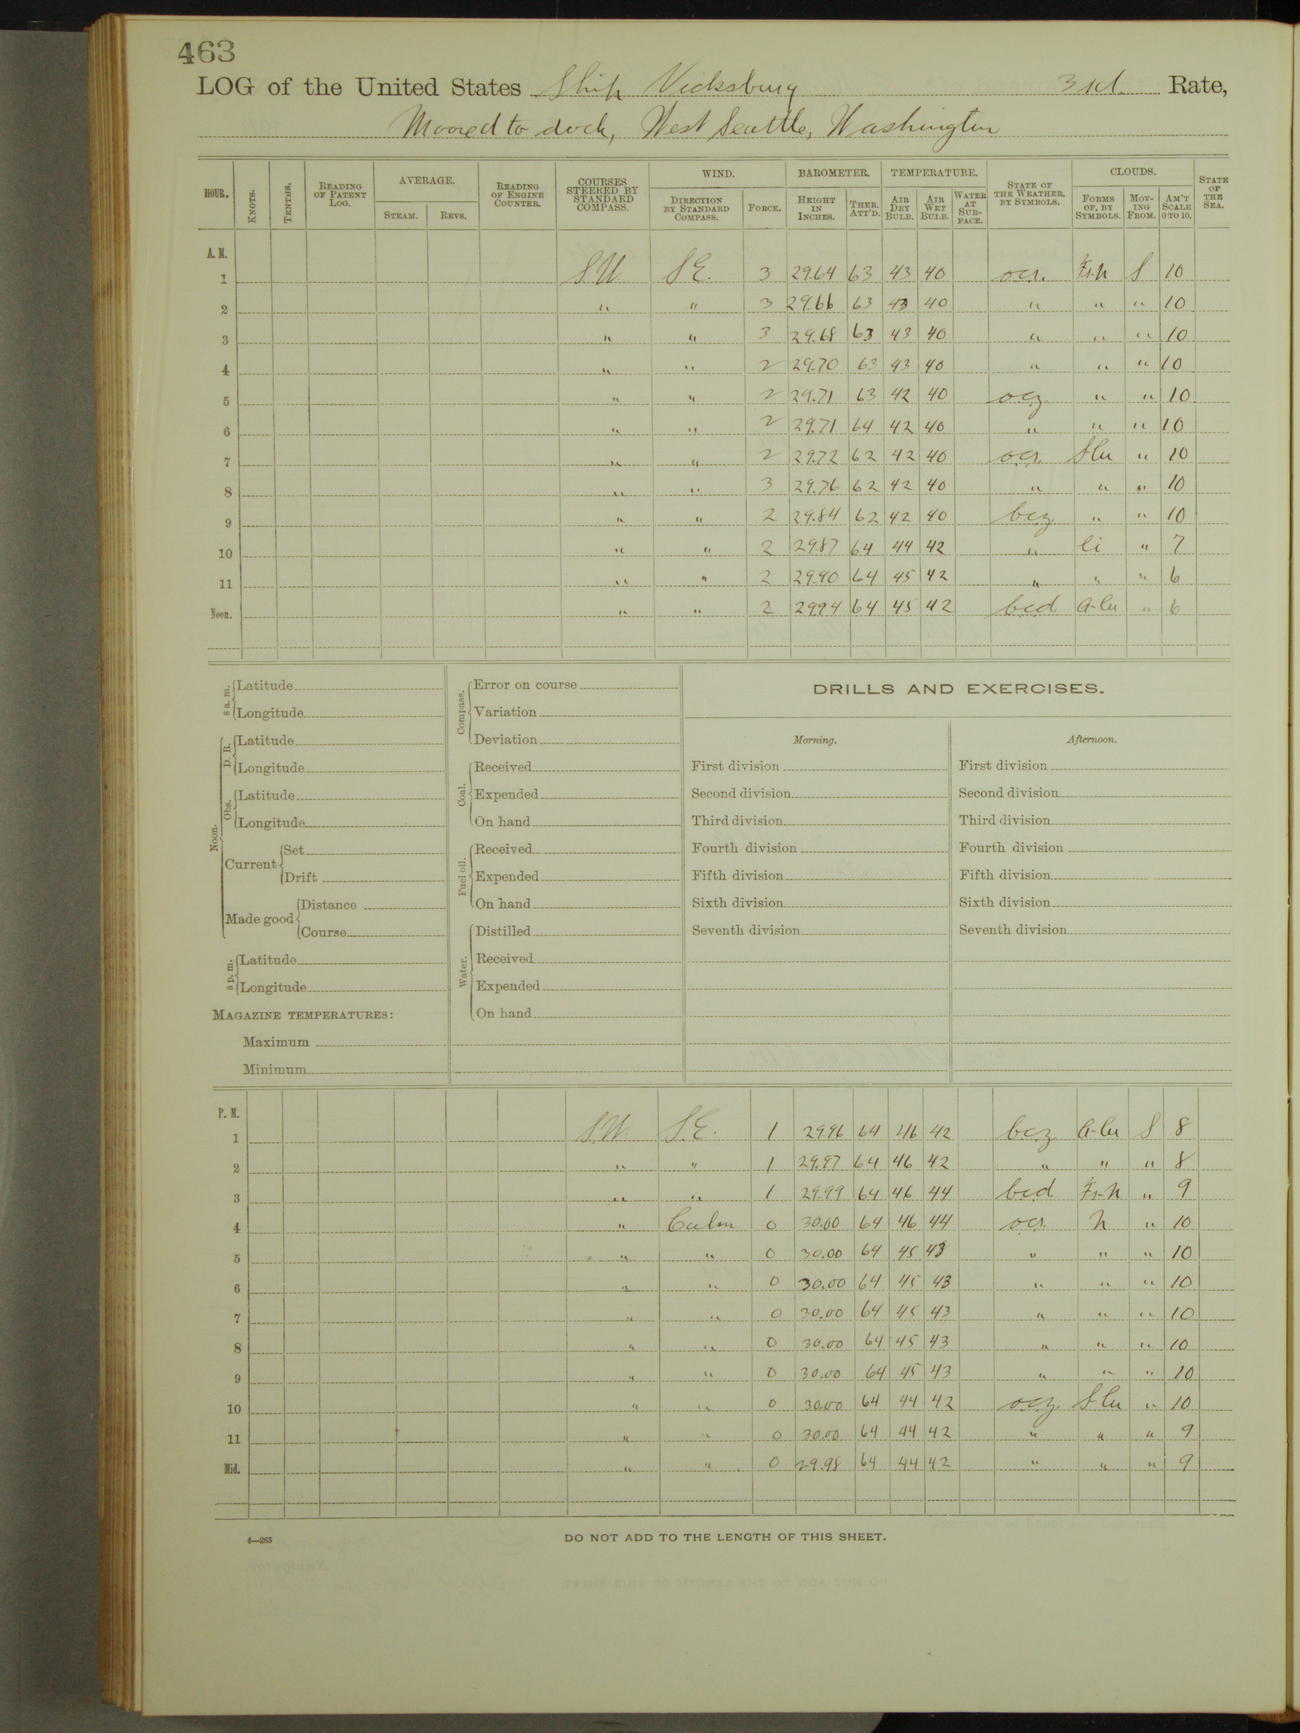 463
LOG of the United States Ship Vicksburg 3rd. Rate,
Moored to dock, West Seattle, Washington
HOUR. KNOTS. TENTHS. READING OF PATENT LOG. AVERAGE. STEAM. REVS. READING OF ENGINE COUNTER. COURSES STEERED BY STANDARD COMPASS. WIND. DIRECTION BY STANDARD COMPASS. FORCE. BAROMETER. HEIGHT IN INCHES. THER. ATT'D. TEMPERATURE. AIR DRY BULB. AIR WET BULB. WATER AT SURFACE. STATE OF THE WEATHER, BY SYMBOLS. CLOUDS. FORMS OF, BY SYMBOLS. MOVING FROM. AM'T SCALE 0 TO 10. STATE OF THE SEA.
A. M.
1 S.W. S.E. 3 29.64 63 43 40 ocr. Fr-N S 10
2 " " 3 29.66 63 43 40 " " " 10
3 " " 3 29.68 63 43 40 " " " 10
4 " " 2 29.70 63 43 40 " " " 10
5 " " 2 29.71 63 42 40 ocz " " 10
6 " " 2 29.71 64 42 40 " " " 10
7 " " 2 29.72 62 42 40 ocr. S Cu " 10
8 " " 3 29.76 62 42 40 " " " 10
9 " " 2 29.84 62 42 40 bcz " " 10
10 " " 2 29.87 64 44 42 " Ci " 7
11 " " 2 29.90 64 45 42 " " " 6
Noon. " " 2 29.94 64 45 42 bcd A-Cu " 6
8 a. m. Latitude
Longitude
Noon. D. R. Latitude
Longitude
Obs. Latitude
Longitude
Current Set
Drift
Made good Distance
Course
8 p. m. Latitude
Longitude
MAGAZINE TEMPERATURES:
Maximum
Minimum
Compass. Error on course
Variation
Deviation
Coal. Received
Expended
On hand
Fuel oil. Received
Expended
On hand
Water. Distilled
Received
Expended
On hand
DRILLS AND EXERCISES.
Morning. Afternoon.
First division First division
Second division Second division
Third division Third division
Fourth division Fourth division
Fifth division Fifth division
Sixth division Sixth division
Seventh division Seventh division
P. M.
1 S.W. S.E. 1 29.96 64 46 42 bcz A-Cu S 8
2 " " 1 29.97 64 46 42 " " " 8
3 " " 1 29.99 64 46 44 bcd Fr-N " 9
4 " Calm 0 30.00 64 46 44 ocr. N " 10
5 " " 0 30.00 64 45 43 " " " 10
6 " " 0 30.00 64 45 43 " " " 10
7 " " 0 30.00 64 45 43 " " " 10
8 " " 0 30.00 64 45 43 " " " 10
9 " " 0 30.00 64 45 43 " " " 10
10 " " 0 30.00 64 44 42 ocz S Cu " 10
11 " " 0 30.00 64 44 42 " " " 9
Mid. " " 0 29.98 64 44 42 " " " 9
4—265 DO NOT ADD TO THE LENGTH OF THIS SHEET.